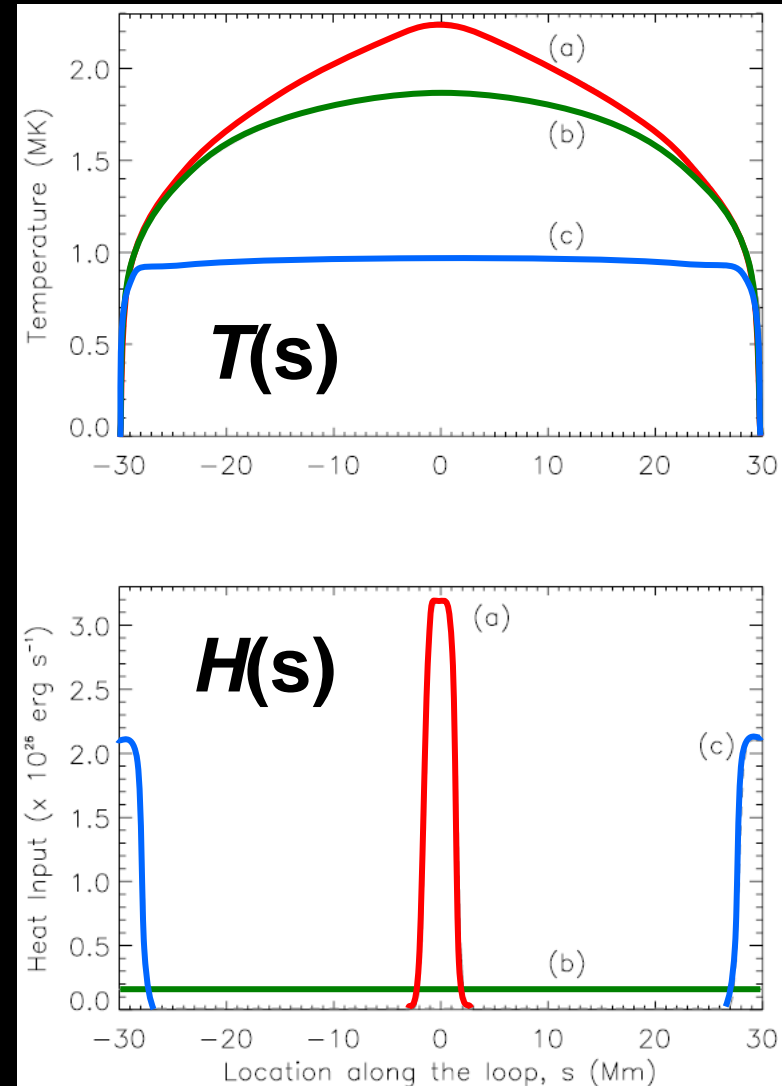 2.0
1.5
1.0
0.5
0.0
Temperature (MK)
(a)
(b)
(c)
T(s)
−30 −20 −10 0 10 20 30
3.0
2.5
2.0
1.5
1.0
0.5
0.0
Heat Input (x 10²⁶ erg s⁻¹)
H(s)
(a)
(c)
(b)
−30 −20 −10 0 10 20 30
Location along the loop, s (Mm)